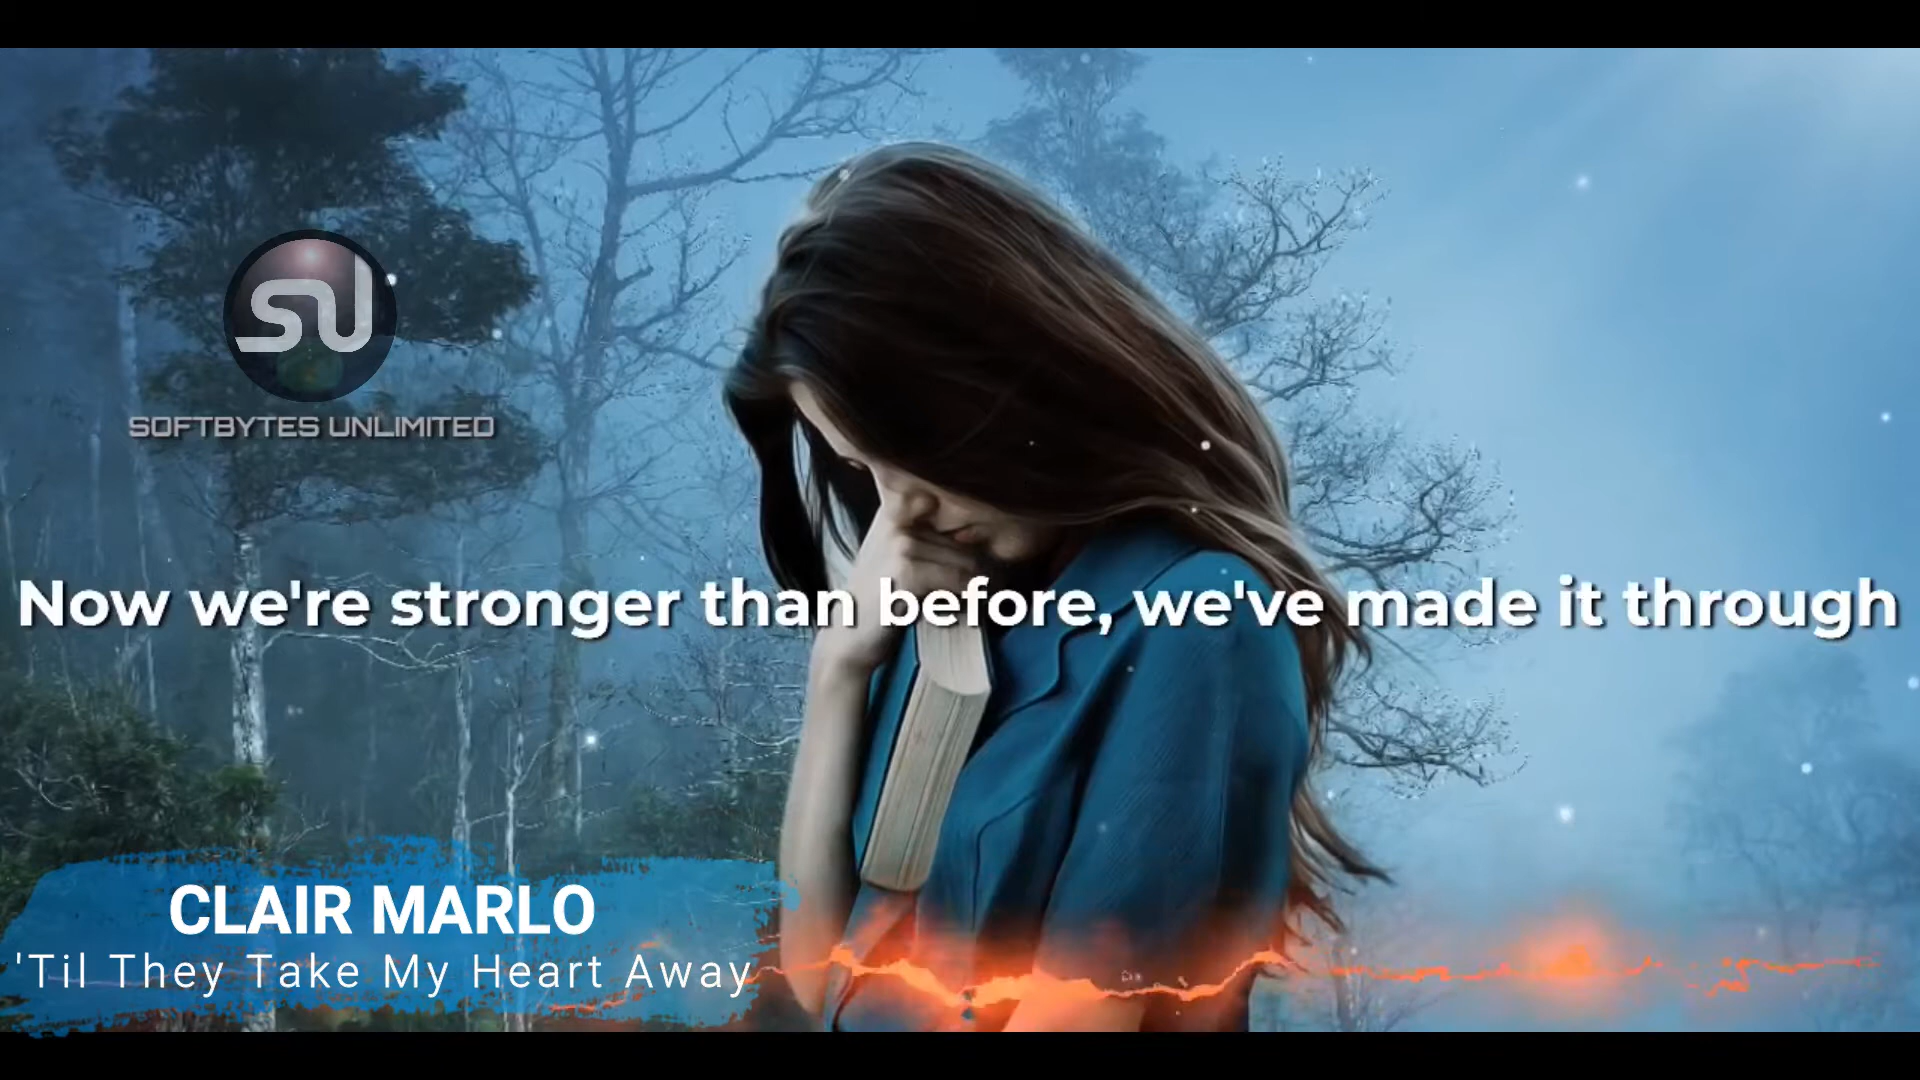 SU
SOFTBYTES UNLIMITED
Now we're stronger than before, we've made it through
CLAIR MARLO
'Til They Take My Heart Away